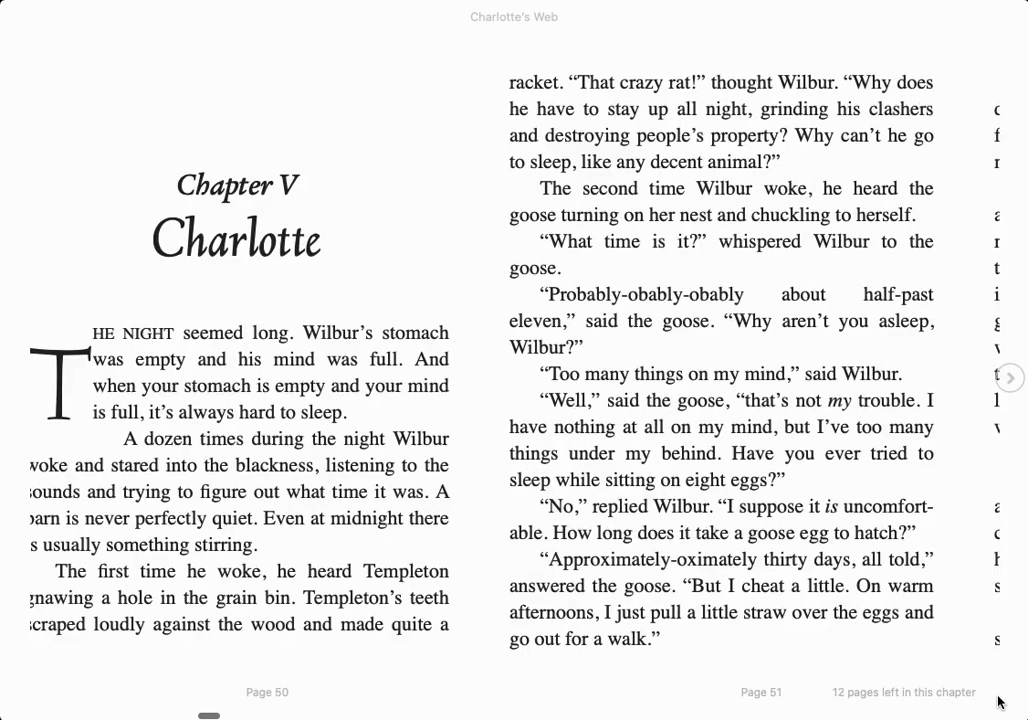 Charlotte's Web
Chapter V
Charlotte
THE NIGHT seemed long. Wilbur's stomach
was empty and his mind was full. And
when your stomach is empty and your mind
is full, it's always hard to sleep.
A dozen times during the night Wilbur
woke and stared into the blackness, listening to the
sounds and trying to figure out what time it was. A
barn is never perfectly quiet. Even at midnight there
is usually something stirring.
The first time he woke, he heard Templeton
gnawing a hole in the grain bin. Templeton's teeth
scraped loudly against the wood and made quite a
racket. “That crazy rat!” thought Wilbur. “Why does
he have to stay up all night, grinding his clashers
and destroying people's property? Why can't he go
to sleep, like any decent animal?”
The second time Wilbur woke, he heard the
goose turning on her nest and chuckling to herself.
“What time is it?” whispered Wilbur to the
goose.
“Probably-obably-obably about half-past
eleven,” said the goose. “Why aren't you asleep,
Wilbur?”
“Too many things on my mind,” said Wilbur.
“Well,” said the goose, “that's not my trouble. I
have nothing at all on my mind, but I've too many
things under my behind. Have you ever tried to
sleep while sitting on eight eggs?”
“No,” replied Wilbur. “I suppose it is uncomfort-
able. How long does it take a goose egg to hatch?”
“Approximately-oximately thirty days, all told,”
answered the goose. “But I cheat a little. On warm
afternoons, I just pull a little straw over the eggs and
go out for a walk.”
Page 50
Page 51
12 pages left in this chapter